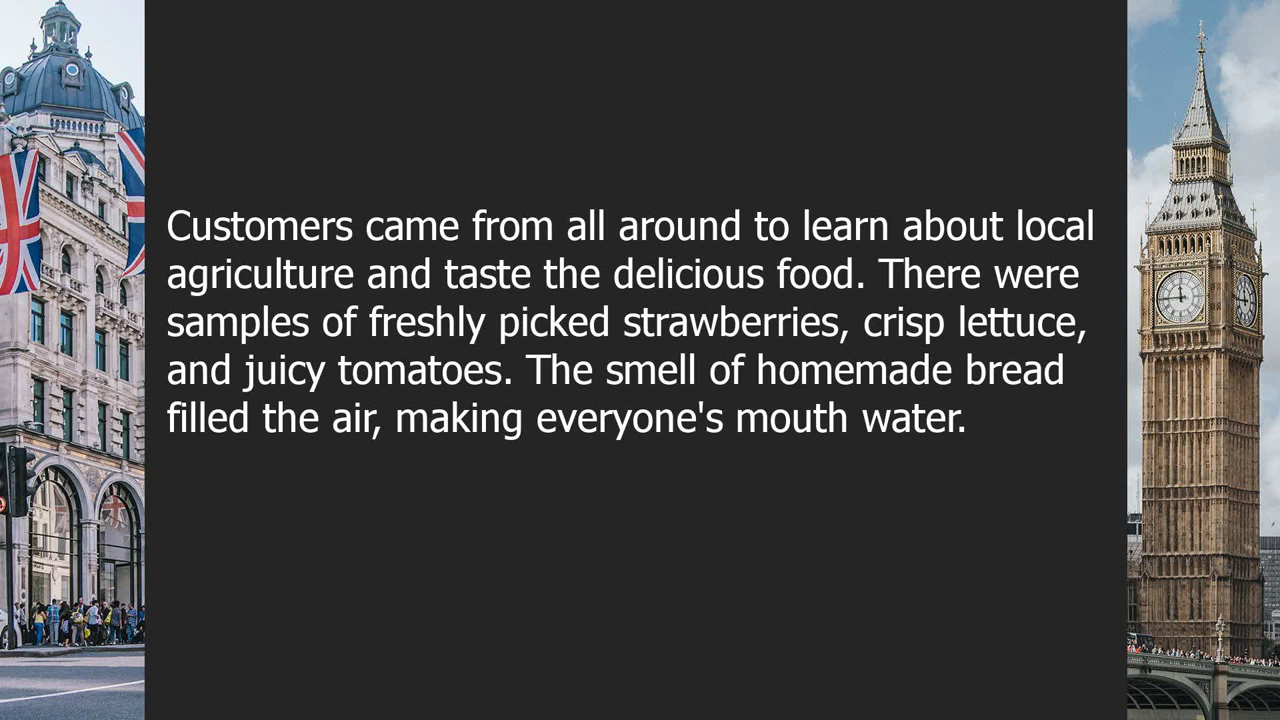 Customers came from all around to learn about local
agriculture and taste the delicious food. There were
samples of freshly picked strawberries, crisp lettuce,
and juicy tomatoes. The smell of homemade bread
filled the air, making everyone's mouth water.